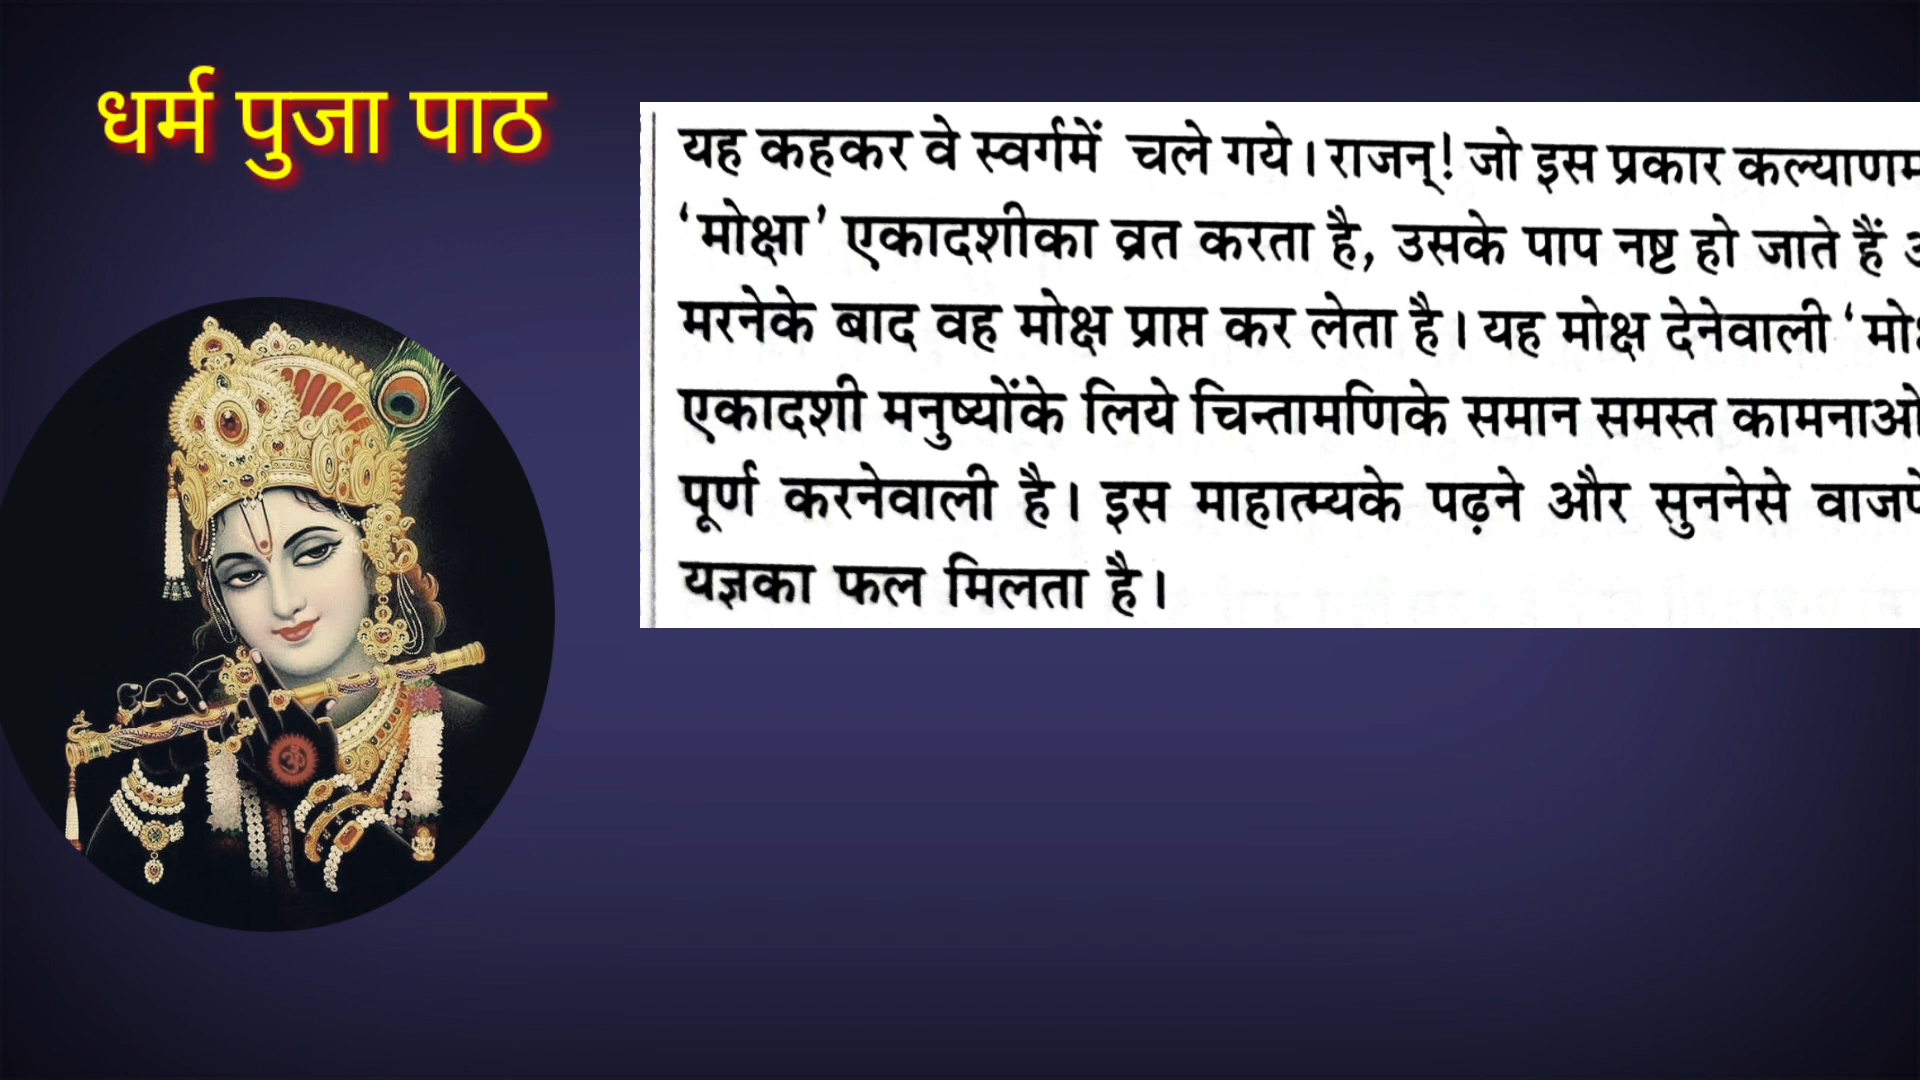 धर्म पुजा पाठ
यह कहकर वे स्वर्गमें चले गये। राजन्! जो इस प्रकार
‘मोक्षा’ एकादशीका व्रत करता है, उसके पाप नष्ट हो जाते हैं
मरनेके बाद वह मोक्ष प्राप्त कर लेता है। यह मोक्ष देनेवाली
एकादशी मनुष्योंके लिये चिन्तामणिके समान समस्त
पूर्ण करनेवाली है। इस माहात्म्यके पढ़ने और सुननेसे
यज्ञका फल मिलता है।